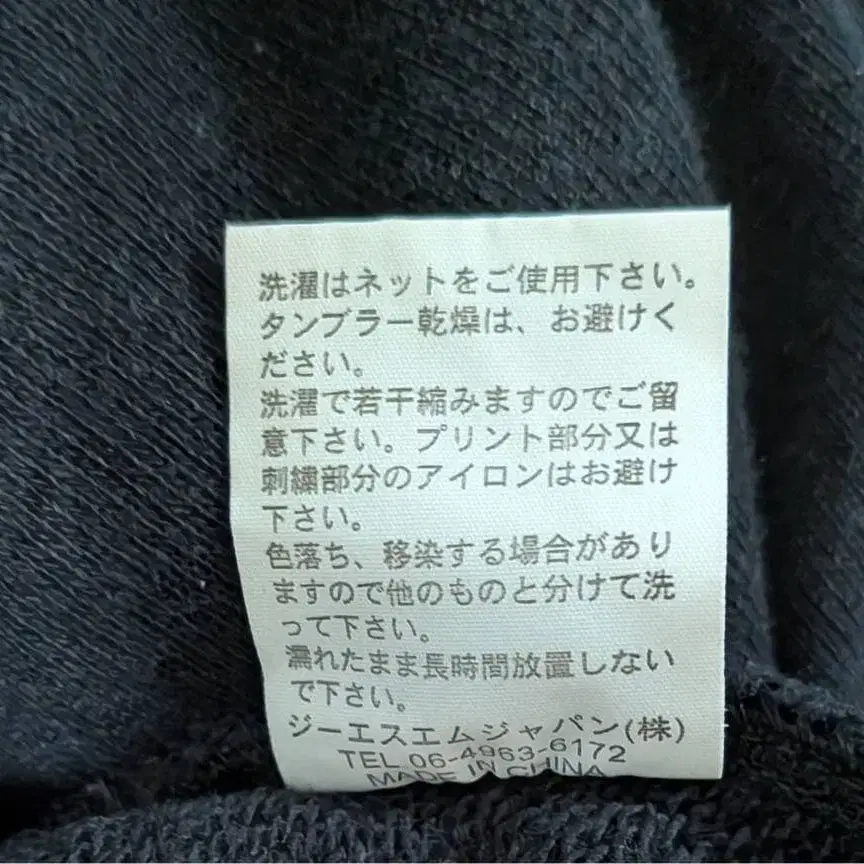 洗濯はネットをご使用下さい。
タンブラー乾燥は、お避けく
ださい。
洗濯で若干縮みますのでご留
意下さい。プリント部分又は
刺繍部分のアイロンはお避け
下さい。
色落ち、移染する場合があり
ますので他のものと分けて洗
って下さい。
濡れたまま長時間放置しない
で下さい。
ジーエスエムジャパン(株)
TEL 06-4963-6172
MADE IN CHINA